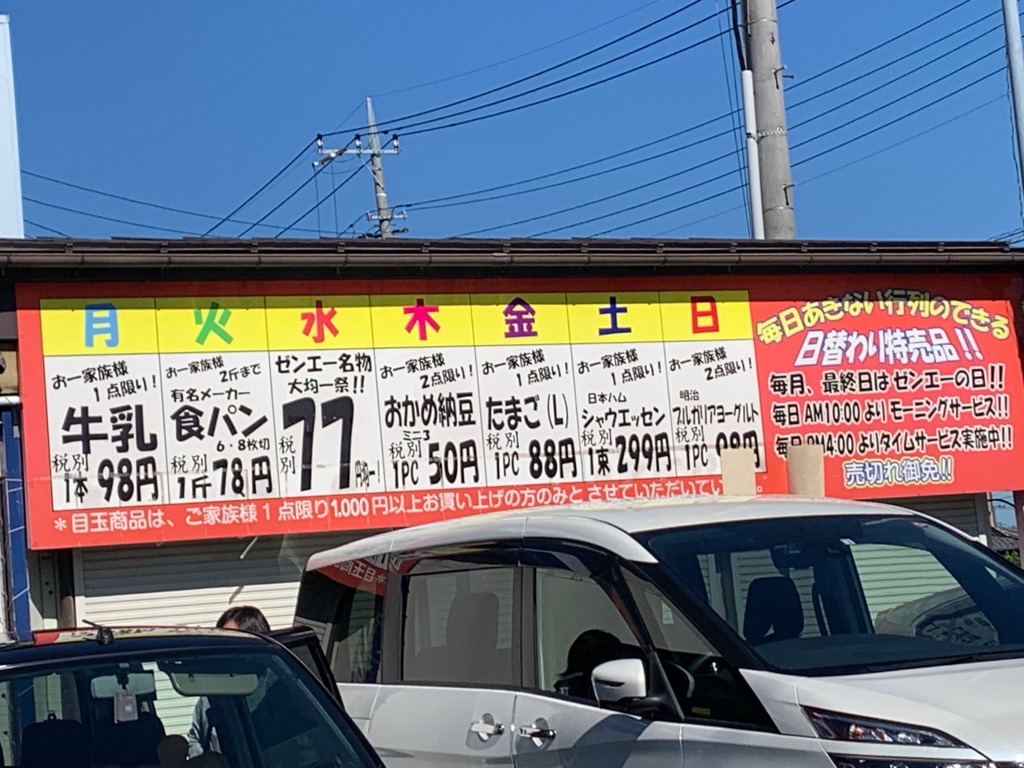 月
お一家族様
1点限り!
牛乳
税別
1本98円
火
お一家族様 2斤まで
有名メーカー
食パン
6・8枚切
税別
1斤78円
水
ゼンエー名物
大均一祭!!
税別
77
円均一
木
お一家族様
2点限り!
おかめ納豆
ミニ3
税別
1PC 50円
金
お一家族様
1点限り!
たまご(L)
税別
1PC 88円
土
お一家族様
1点限り!
日本ハム
シャウエッセン
税別
1束299円
日
お一家族様
2点限り!
明治
ブルガリアヨーグルト
税別
1PC
毎日あきない行列のできる
日替わり特売品!!
毎月、最終日はゼンエーの日!!
毎日AM10:00よりモーニングサービス!!
毎日PM4:00よりタイムサービス実施中!!
売切れ御免!!
*目玉商品は、ご家族様1点限り1,000円以上お買い上げの方のみとさせていただいてい